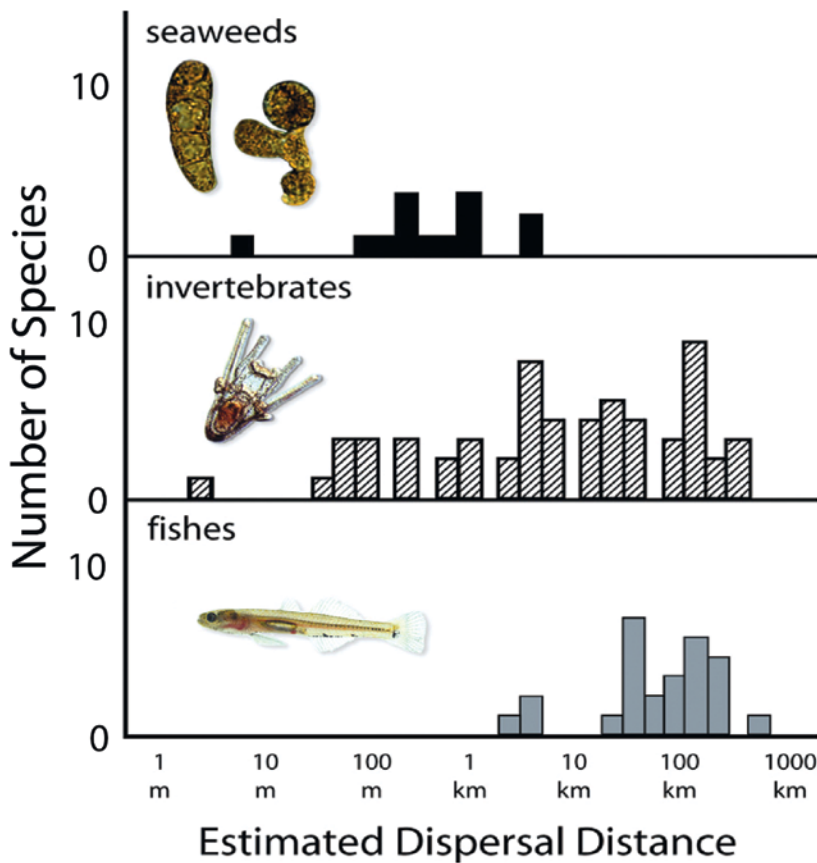 seaweeds
10
0
invertebrates
10
0
fishes
10
0
Number of Species
1 10 100 1 10 100 1000
m m m km km km km
Estimated Dispersal Distance